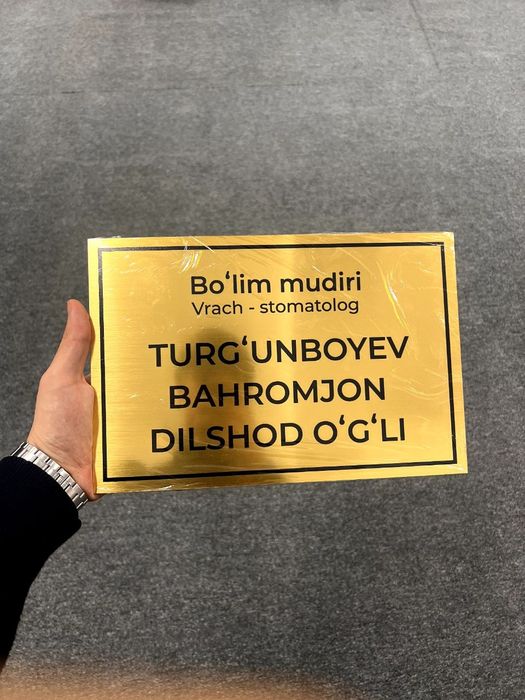 Bo‘lim mudiri
Vrach - stomatolog
TURG‘UNBOYEV
BAHROMJON
DILSHOD O‘G‘LI